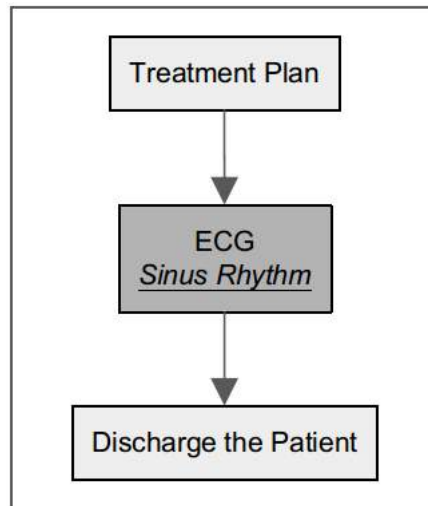 Treatment Plan
ECG
Sinus Rhythm
Discharge the Patient